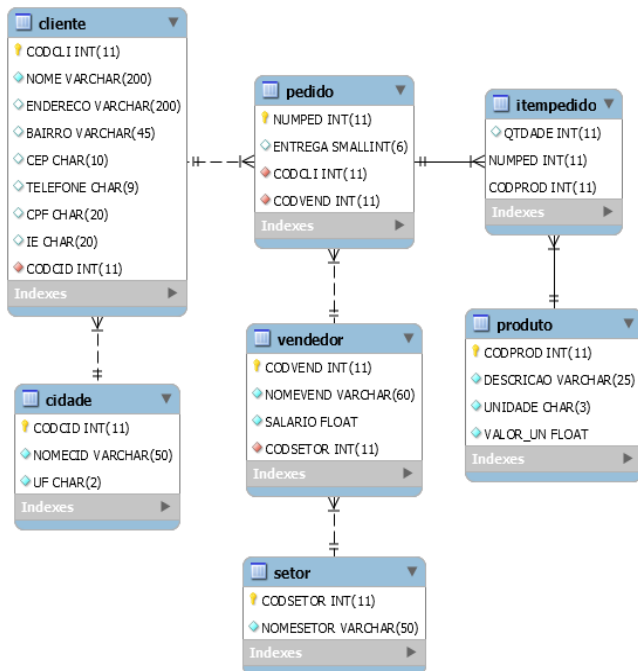 cliente
CODCLI INT(11)
NOME VARCHAR(200)
ENDERECO VARCHAR(200)
BAIRRO VARCHAR(45)
CEP CHAR(10)
TELEFONE CHAR(9)
CPF CHAR(20)
IE CHAR(20)
CODCID INT(11)
Indexes
pedido
NUMPED INT(11)
ENTREGA SMALLINT(6)
CODCLI INT(11)
CODVEND INT(11)
Indexes
itempedido
QTDADE INT(11)
NUMPED INT(11)
CODPROD INT(11)
Indexes
cidade
CODCID INT(11)
NOMECID VARCHAR(50)
UF CHAR(2)
Indexes
vendedor
CODVEND INT(11)
NOMEVEND VARCHAR(60)
SALARIO FLOAT
CODSETOR INT(11)
Indexes
produto
CODPROD INT(11)
DESCRICAO VARCHAR(25)
UNIDADE CHAR(3)
VALOR_UN FLOAT
Indexes
setor
CODSETOR INT(11)
NOMESETOR VARCHAR(50)
Indexes